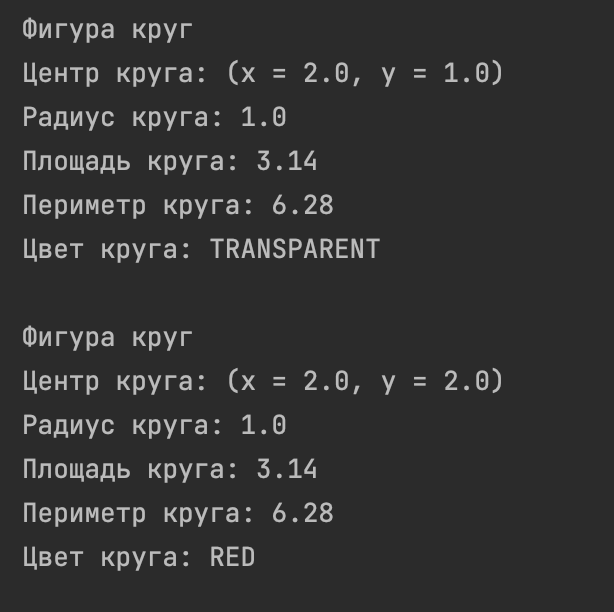 Фигура круг
Центр круга: (x = 2.0, y = 1.0)
Радиус круга: 1.0
Площадь круга: 3.14
Периметр круга: 6.28
Цвет круга: TRANSPARENT
Фигура круг
Центр круга: (x = 2.0, y = 2.0)
Радиус круга: 1.0
Площадь круга: 3.14
Периметр круга: 6.28
Цвет круга: RED